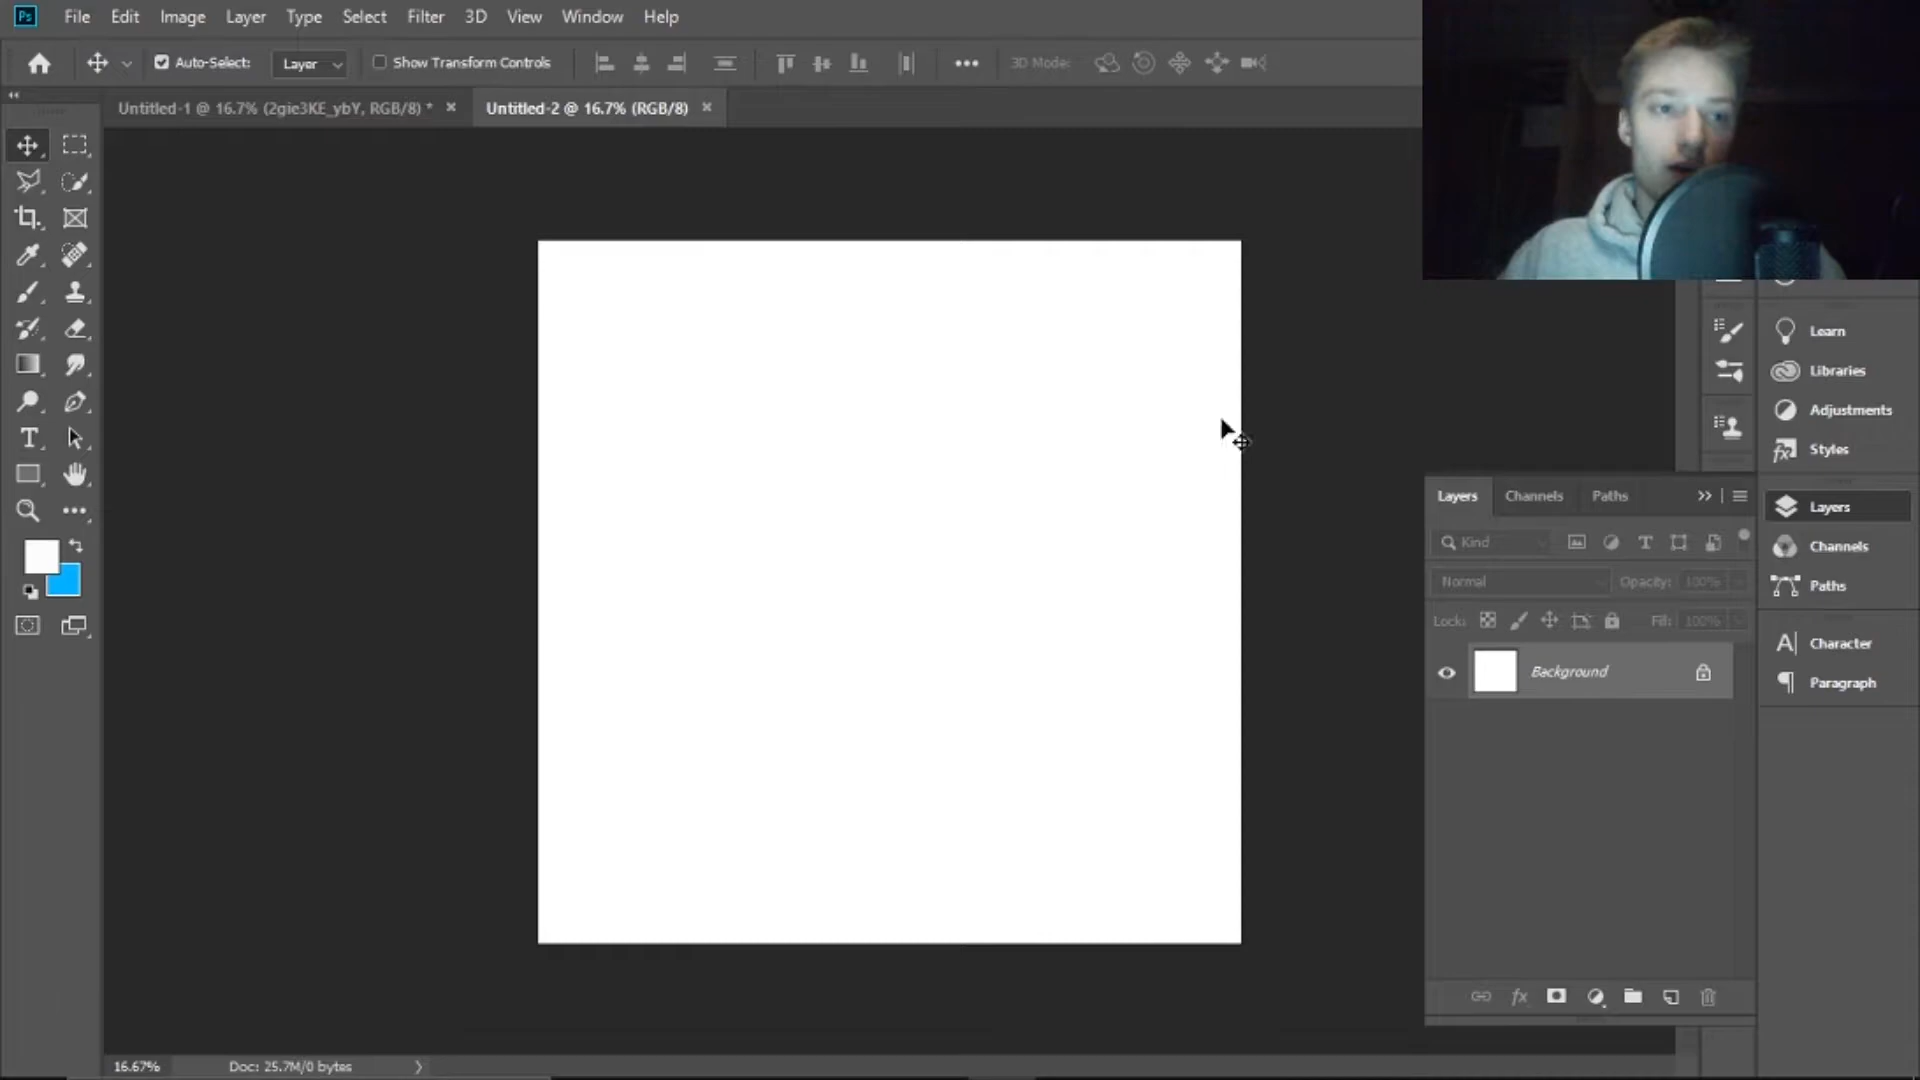 Ps File Edit Image Layer Type Select Filter 3D View Window Help
Auto-Select: Layer Show Transform Controls 3D Mode:
Untitled-1 @ 16.7% (2gie3KE_ybY, RGB/8) * × Untitled-2 @ 16.7% (RGB/8) ×
Learn
Libraries
Adjustments
Styles
Layers Channels Paths
Layers
Kind
Channels
Normal Opacity: 100%
Paths
Lock: Fill: 100%
Character
Background
Paragraph
16.67% Doc: 25.7M/0 bytes